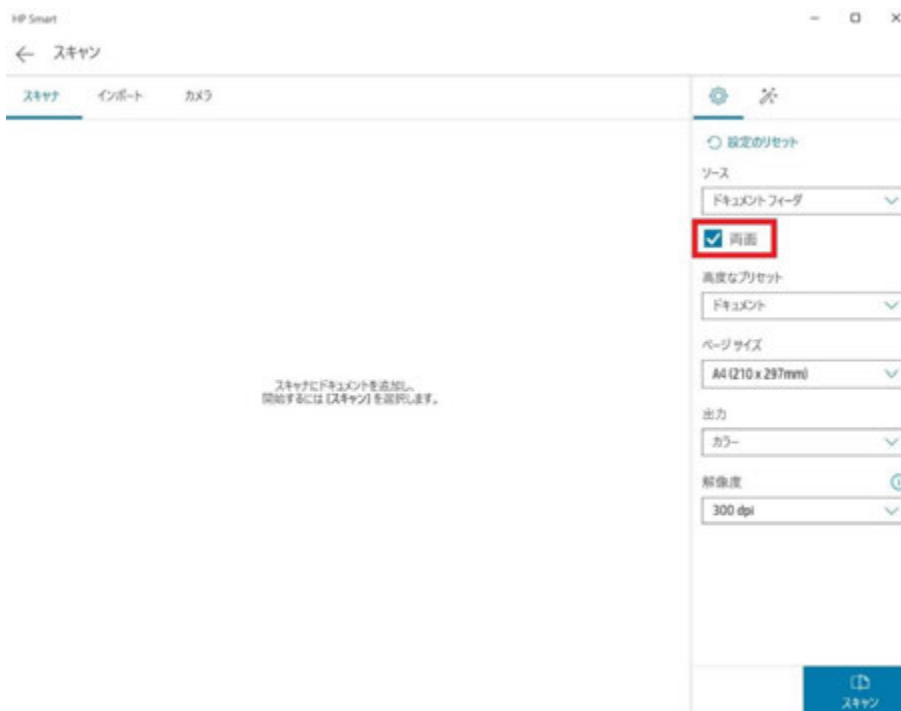 HP Smart
スキャン
スキャナ インポート カメラ
設定のリセット
ソース
ドキュメント フィーダ
両面
高度なプリセット
ドキュメント
ページ サイズ
A4 (210 x 297mm)
出力
カラー
解像度
300 dpi
スキャナにドキュメントを追加し、
開始するには [スキャン] を選択します。
スキャン